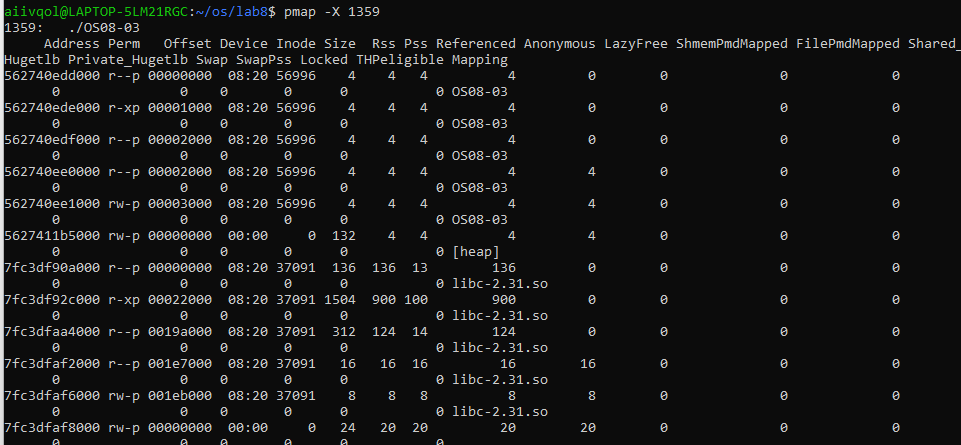 aiivqol@LAPTOP-5LM21RGC:~/os/lab8$ pmap -X 1359
1359:   ./OS08-03
Address Perm   Offset Device Inode Size   Rss Pss Referenced Anonymous LazyFree ShmemPmdMapped FilePmdMapped Shared_
Hugetlb Private_Hugetlb Swap SwapPss Locked THPeligible Mapping
562740edd000 r--p 00000000  08:20 56996    4     4   4          4         0        0              0             0
0               0    0       0      0           0 OS08-03
562740ede000 r-xp 00001000  08:20 56996    4     4   4          4         0        0              0             0
0               0    0       0      0           0 OS08-03
562740edf000 r--p 00002000  08:20 56996    4     4   4          4         0        0              0             0
0               0    0       0      0           0 OS08-03
562740ee0000 r--p 00002000  08:20 56996    4     4   4          4         4        0              0             0
0               0    0       0      0           0 OS08-03
562740ee1000 rw-p 00003000  08:20 56996    4     4   4          4         4        0              0             0
0               0    0       0      0           0 OS08-03
5627411b5000 rw-p 00000000  00:00     0  132     4   4          4         4        0              0             0
0               0    0       0      0           0 [heap]
7fc3df90a000 r--p 00000000  08:20 37091  136   136  13        136         0        0              0             0
0               0    0       0      0           0 libc-2.31.so
7fc3df92c000 r-xp 00022000  08:20 37091 1504   900 100        900         0        0              0             0
0               0    0       0      0           0 libc-2.31.so
7fc3dfaa4000 r--p 0019a000  08:20 37091  312   124  14        124         0        0              0             0
0               0    0       0      0           0 libc-2.31.so
7fc3dfaf2000 r--p 001e7000  08:20 37091   16    16  16         16        16        0              0             0
0               0    0       0      0           0 libc-2.31.so
7fc3dfaf6000 rw-p 001eb000  08:20 37091    8     8   8          8         8        0              0             0
0               0    0       0      0           0 libc-2.31.so
7fc3dfaf8000 rw-p 00000000  00:00     0   24    20  20         20        20        0              0             0
0               0    0       0      0           0